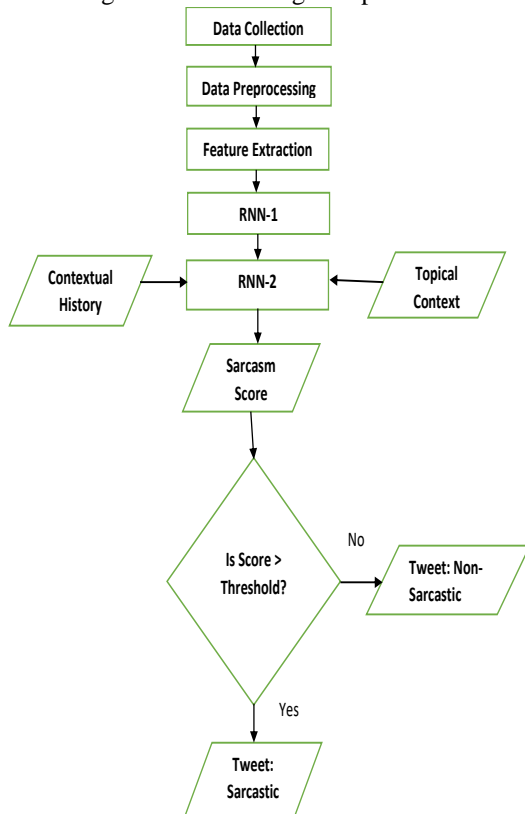 Data Collection
Data Preprocessing
Feature Extraction
RNN-1
Contextual
History
RNN-2
Topical
Context
Sarcasm
Score
Is Score >
Threshold?
No
Tweet: Non-
Sarcastic
Yes
Tweet:
Sarcastic